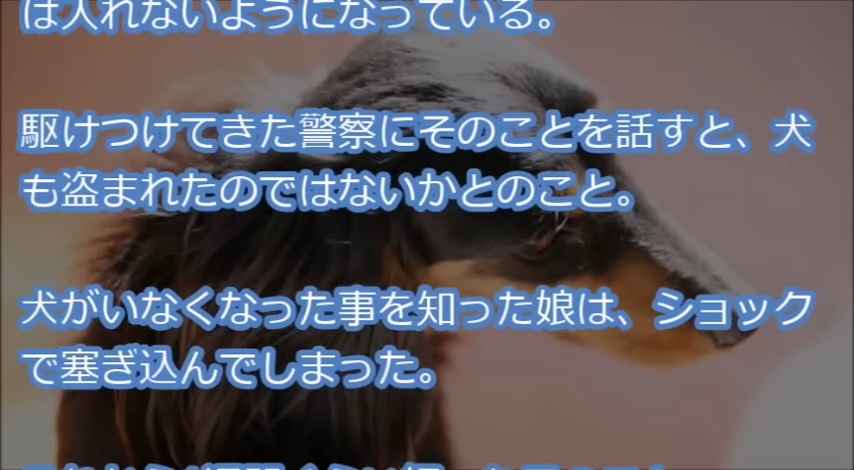 は入れないようになっている。
駆けつけてきた警察にそのことを話すと、犬
も盗まれたのではないかとのこと。
犬がいなくなった事を知った娘は、ショック
で塞ぎ込んでしまった。